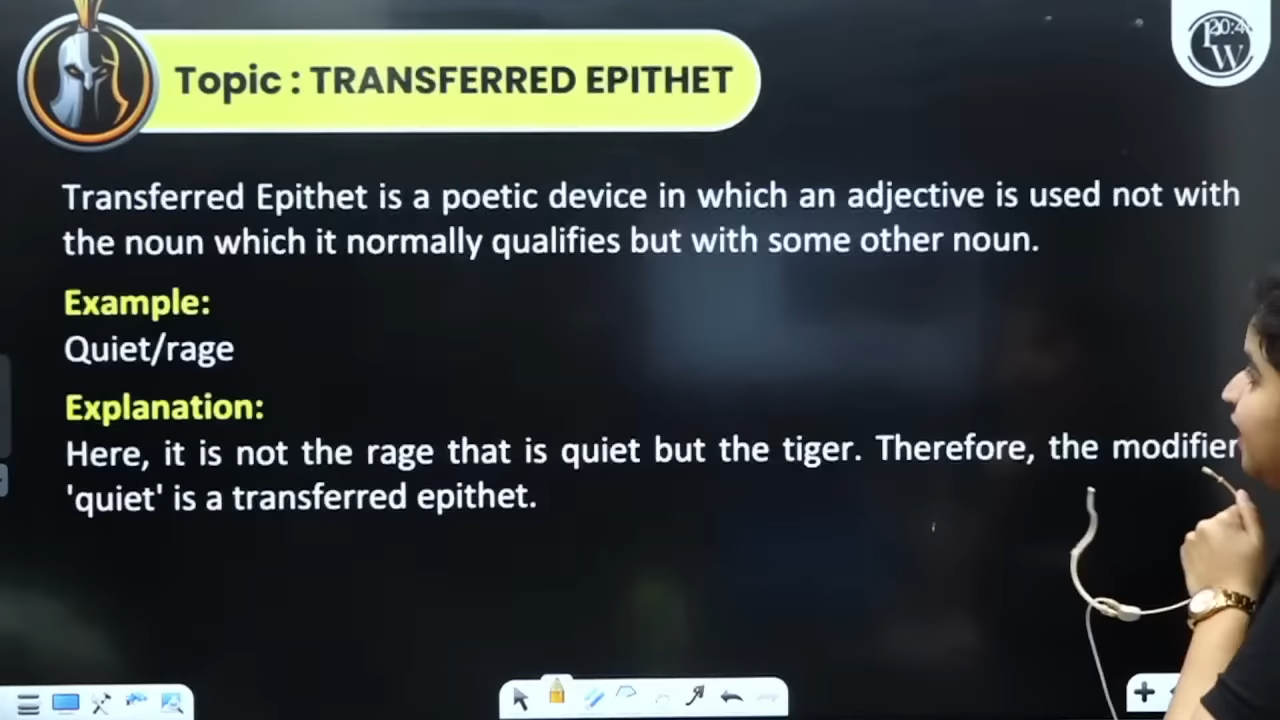 Topic : TRANSFERRED EPITHET
PW
Transferred Epithet is a poetic device in which an adjective is used not with
the noun which it normally qualifies but with some other noun.
Example:
Quiet/rage
Explanation:
Here, it is not the rage that is quiet but the tiger. Therefore, the modifier
'quiet' is a transferred epithet.